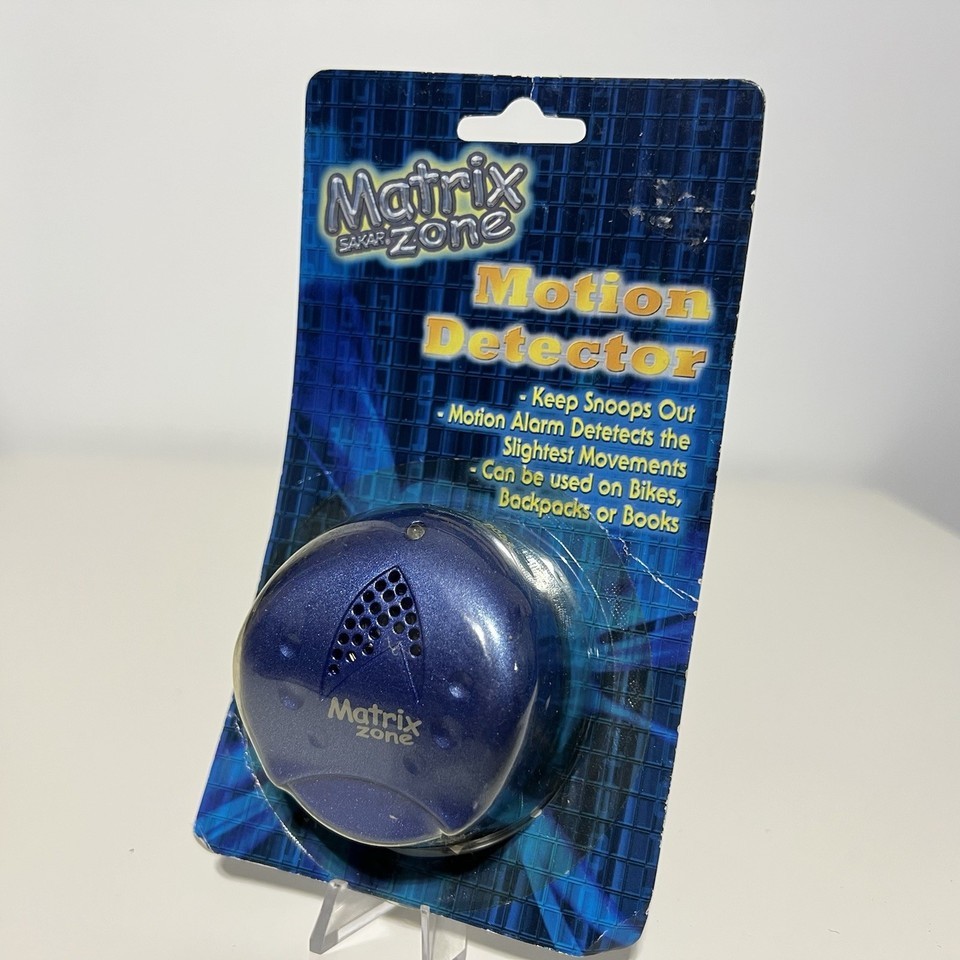 Matrix
SAKAR zone
Motion
Detector
- Keep Snoops Out
- Motion Alarm Detetects the
Slightest Movements
- Can be used on Bikes,
Backpacks or Books
Matrix
zone